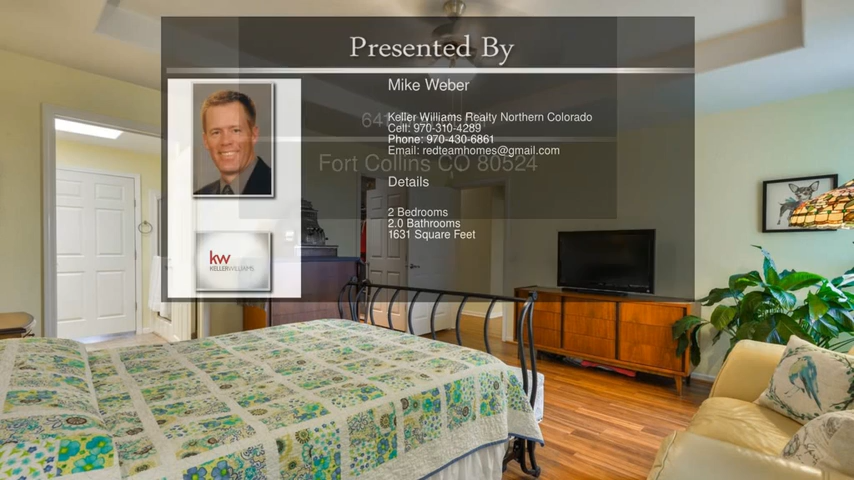 Presented By
Mike Weber
Keller Williams Realty Northern Colorado
Cell: 970-310-4289
Phone: 970-430-6861
Email: redteamhomes@gmail.com
Fort Collins CO 80524
Details
2 Bedrooms
2.0 Bathrooms
1631 Square Feet
kw
KELLERWILLIAMS